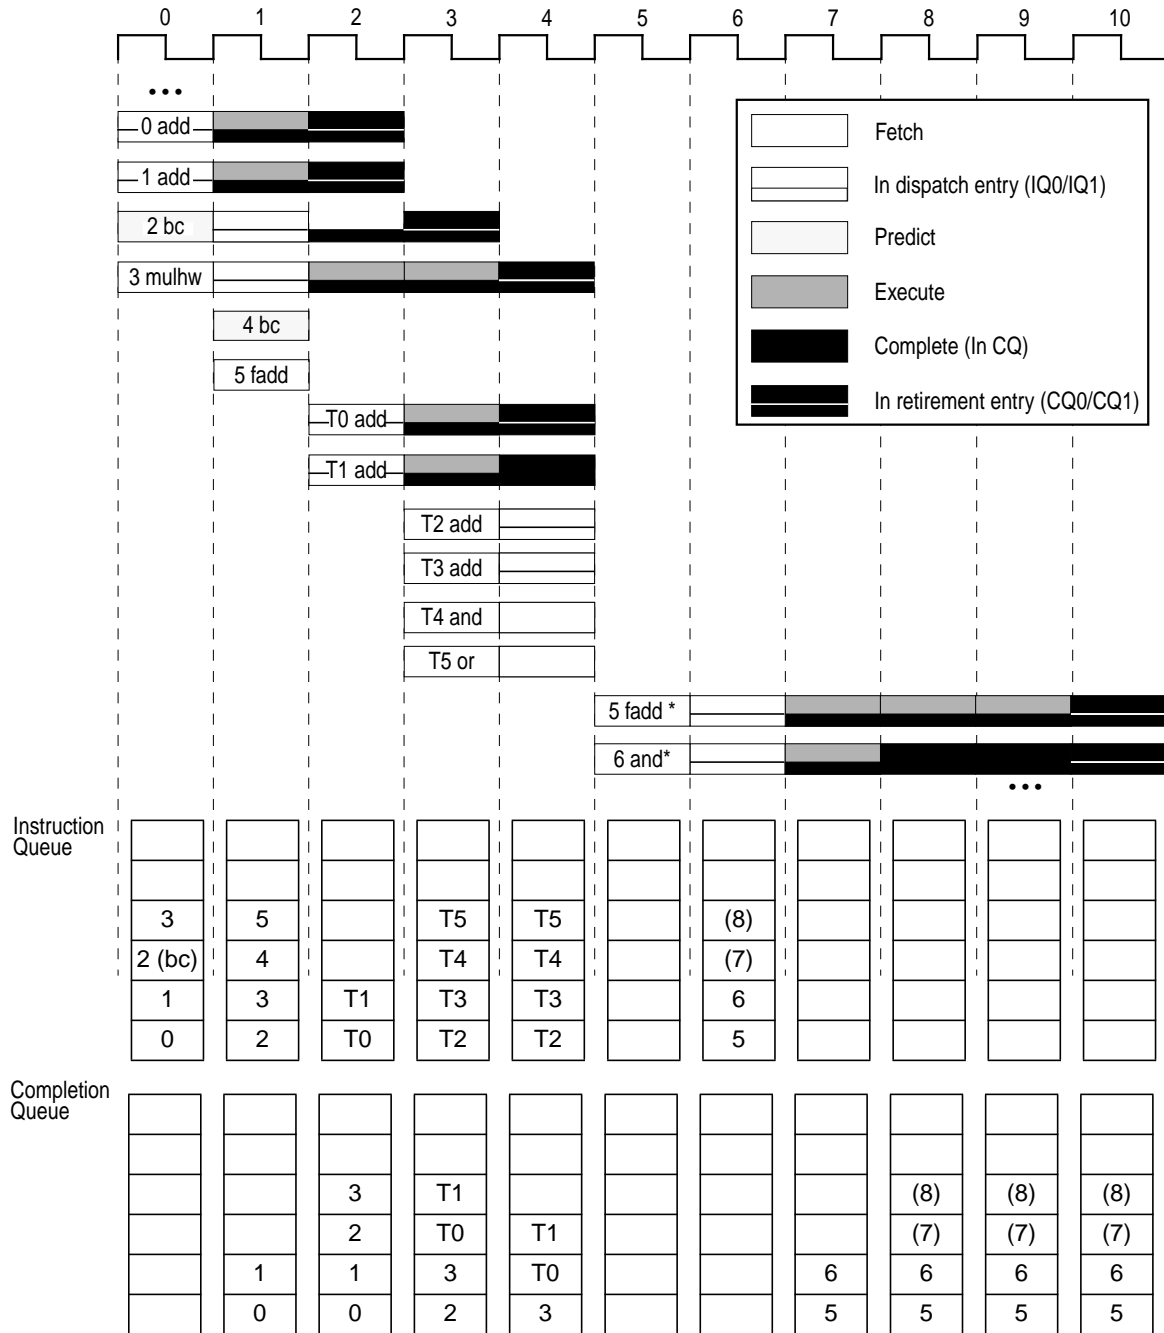 0 1 2 3 4 5 6 7 8 9 10
•••
0 add
1 add
2 bc
3 mulhw
4 bc
5 fadd
T0 add
T1 add
T2 add
T3 add
T4 and
T5 or
5 fadd *
6 and*
•••
Fetch
In dispatch entry (IQ0/IQ1)
Predict
Execute
Complete (In CQ)
In retirement entry (CQ0/CQ1)
Instruction
Queue
3 5 T5 T5 (8)
2 (bc) 4 T4 T4 (7)
1 3 T1 T3 T3 6
0 2 T0 T2 T2 5
Completion
Queue
3 T1 (8) (8) (8)
2 T0 T1 (7) (7) (7)
1 1 3 T0 6 6 6 6
0 0 2 3 5 5 5 5